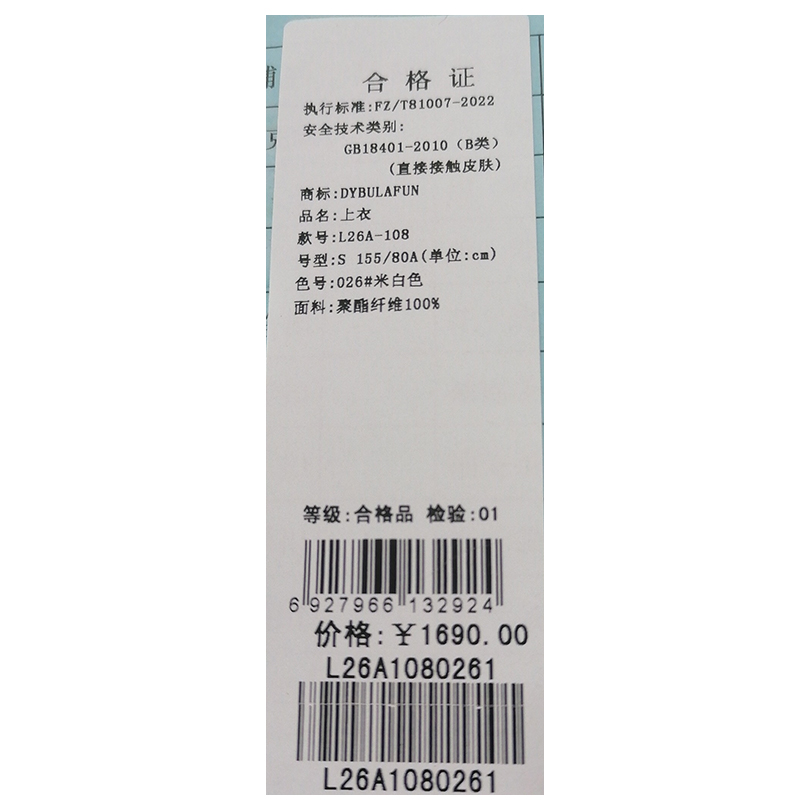 合格证
执行标准:FZ/T81007-2022
安全技术类别:
GB18401-2010(B类)
(直接接触皮肤)
商标:DYBULAFUN
品名:上衣
款号:L26A-108
号型:S 155/80A(单位:cm)
色号:026#米白色
面料:聚酯纤维100%
等级:合格品 检验:01
6 927966 132924
价格:￥1690.00
L26A1080261
L26A1080261